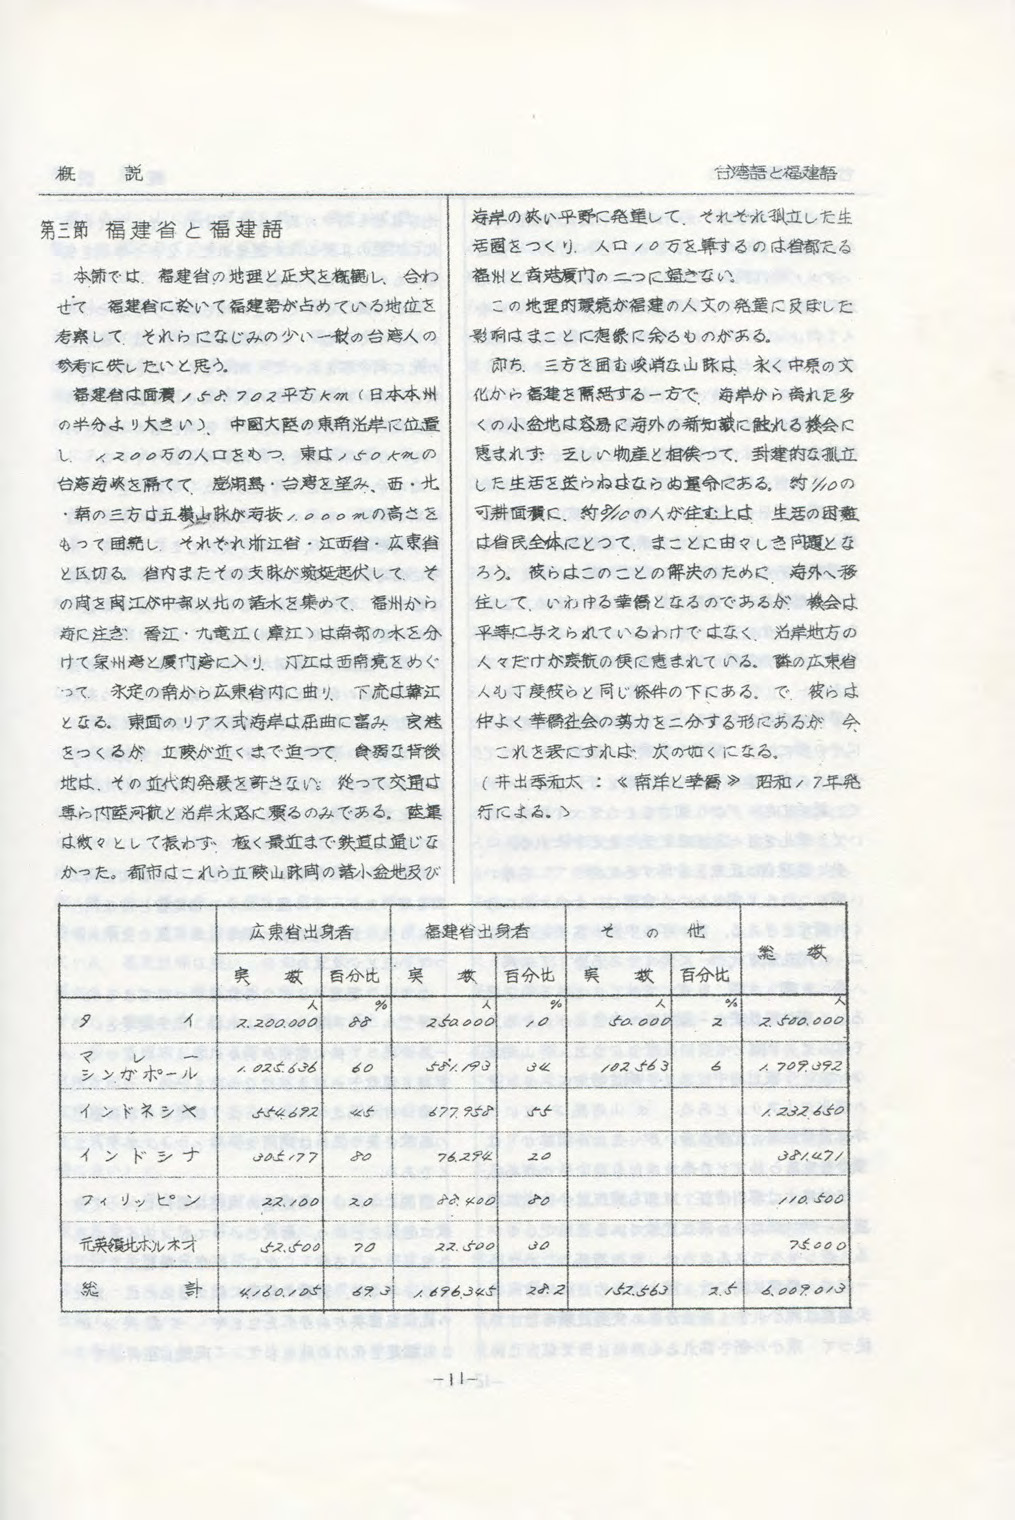 概　説
台湾語と福建語
第三節 福建省と福建語
本節では、福建省の地理と正史を概観し、合わ
せて、福建省に於いて福建語が占めている地位を
考察して、それらになじみの少い一般の台湾人の
参考に供したいと思う。
福建省は面積158,702平方km(日本本州
の半分より大きい)、中國大陸の東南沿岸に位置
し、1,200万の人口をもつ。東は150kmの
台湾海峡を隔てて、澎湖島・台湾を望み、西・北
・南の三方は五嶺山脉が海抜1,000mの高さを
もって囲繞し、それぞれ浙江省・江西省・広東省
と区切る。省内またその支脉が蜿蜒起伏して、そ
の間を閩江が中部以北の諸水を集めて、福州から
海に注ぎ、晋江・九竜江(漳江)は南部の水を分
けて泉州湾と厦門湾に入り、汀江は西南境をめぐ
って、永定の南から広東省内に曲り、下流は韓江
となる。東面のリアス式海岸は屈曲に富み、良港
をつくるが、丘陵が近くまで迫って、貧弱な背後
地は、その近代的発展を許さない。従って交通は
専ら内陸河航と沿岸水路に頼るのみである。陸運
は敗々として振わず、極く最近まで鉄道は通じな
かった。都市はこれら丘陵山脉間の諸小盆地及び
海岸の狭い平野に発達して、それぞれ孤立した生
活圏をつくり、人口10万を算するのは省都たる
福州と商港厦門の二つに過ぎない。
この地理的環境が福建の人文の発達に及ました
影响はまことに想像に余るものがある。
即ち、三方を囲む峻峭な山脉は、永く中原の文
化から福建を隔絶する一方で、海岸から離れた多
くの小盆地は容易に海外の新知識に触れる機会に
恵まれず、乏しい物産と相俟って、封建的な孤立
した生活を送らねばならぬ運命にある。約1/10の
可耕面積に、約9/10の人が住む上は、生活の困難
は省民全体にとって、まことに由々しき问題とな
ろう。彼らはこのことの解決のために、海外へ移
住して、いわゆる華僑となるのであるが、機会は
平等に与えられているわけではなく、沿岸地方の
人々だけが渡航の便に恵まれている。隣の広東省
人も丁度彼らと同じ條件の下にある。で、彼らは
仲よく華僑社会の勢力を二分する形にあるが、今
、これを表にすれば、次の如くになる。
(井出季和太：《南洋と華僑》昭和17年発
行による。)
広東省出身者　福建省出身者　そ の 他　総　数
実　数　百分比　実　数　百分比　実　数　百分比
人　%　人　%　人　%　人
タ　イ　2.200.000　88　250.000　10　50.000　2　2.500.000
マ　レ　ー
シンガポール　1.025.636　60　581.193　34　102.563　6　1.709.392
インドネシヤ　554.692　45　677.958　55　1.232.650
インドシナ　305.177　80　76.294　20　381.471
フィリッピン　22.100　20　88.400　80　110.500
元英領北ボルネオ　52.500　70　22.500　30　75.000
総　計　4.160.105　69.3　1.696.345　28.2　152.563　2.5　6.009.013
-11-